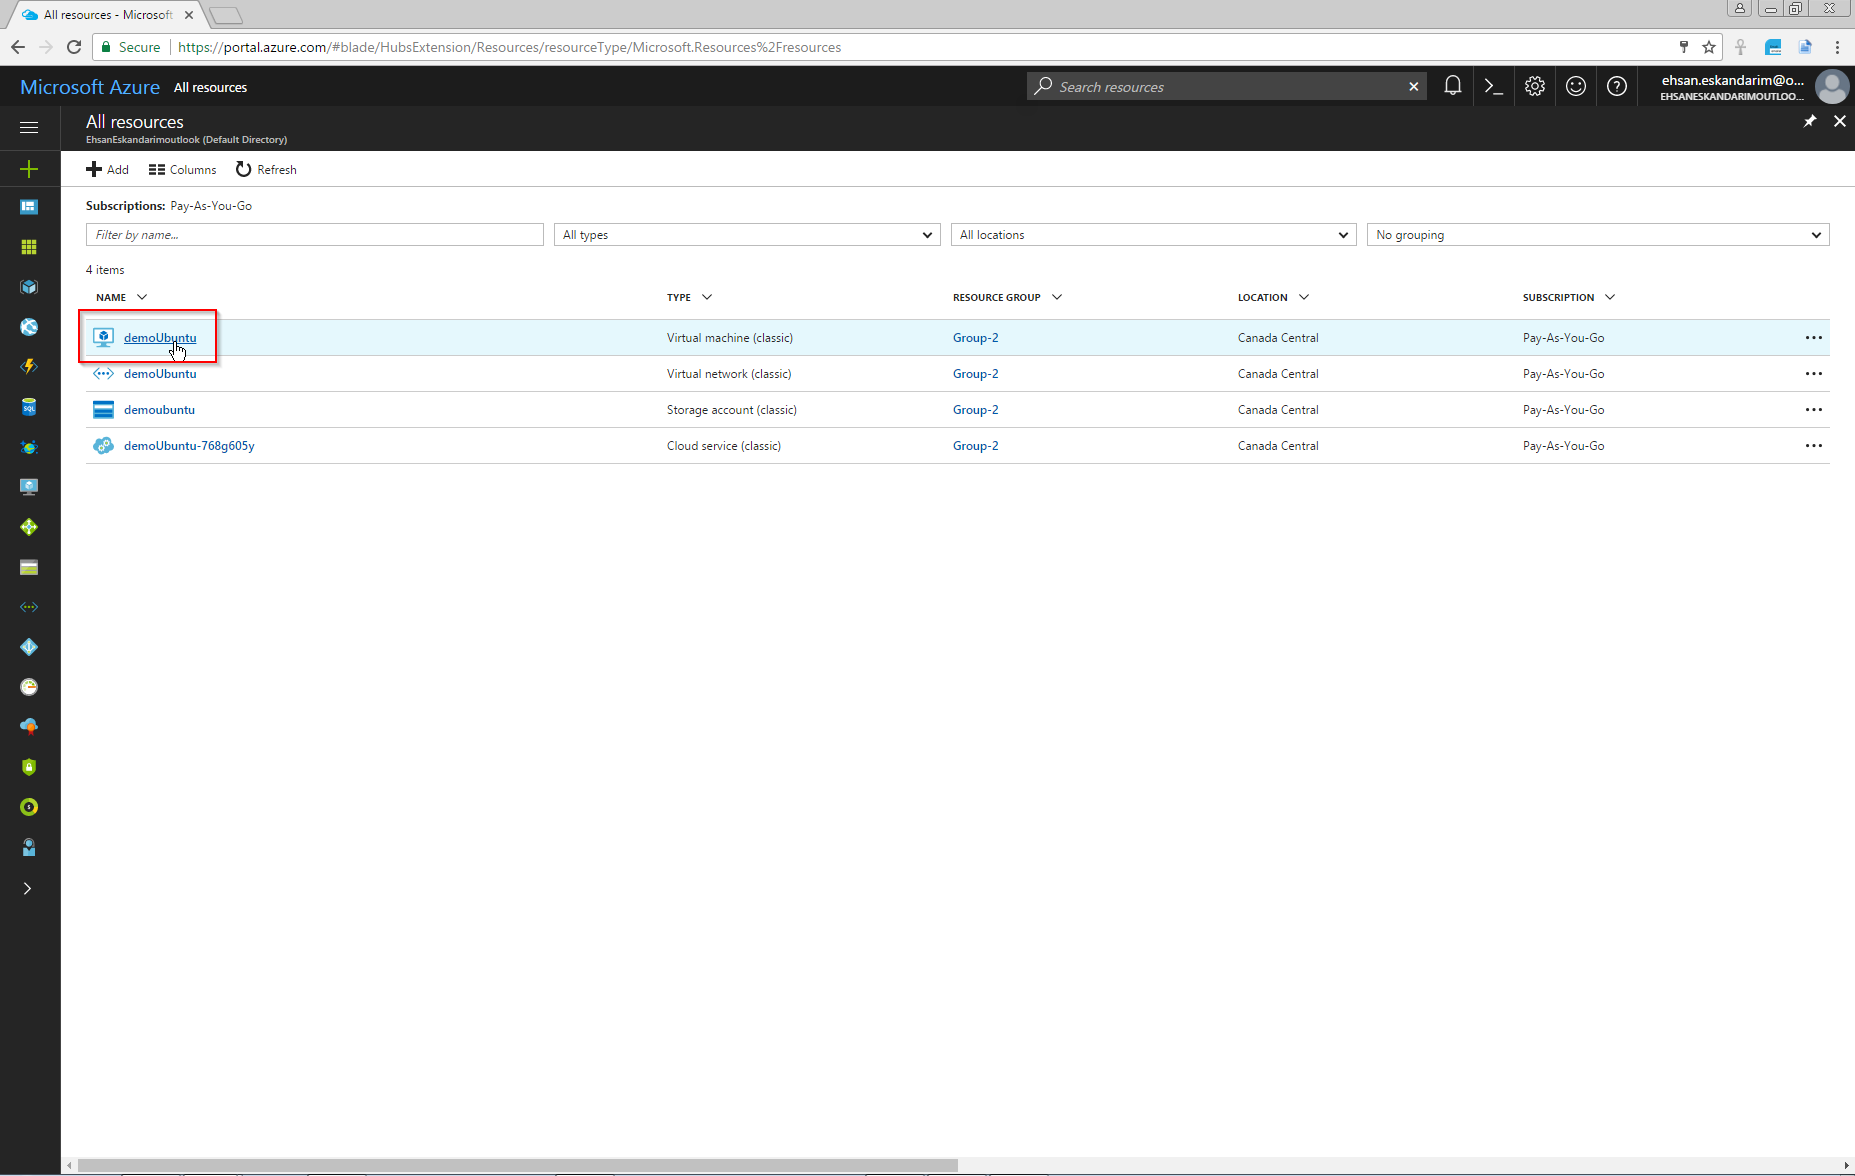 All resources - Microsoft
Secure https://portal.azure.com/#blade/HubsExtension/Resources/resourceType/Microsoft.Resources%2Fresources
Microsoft Azure All resources Search resources ehsan.eskandarim@o...
EHSANESKANDARIMOUTLOO...
All resources
EhsanEskandarimoutlook (Default Directory)
Add Columns Refresh
Subscriptions: Pay-As-You-Go
Filter by name... All types All locations No grouping
4 items
NAME TYPE RESOURCE GROUP LOCATION SUBSCRIPTION
demoUbuntu Virtual machine (classic) Group-2 Canada Central Pay-As-You-Go
demoUbuntu Virtual network (classic) Group-2 Canada Central Pay-As-You-Go
demoubuntu Storage account (classic) Group-2 Canada Central Pay-As-You-Go
demoUbuntu-768g605y Cloud service (classic) Group-2 Canada Central Pay-As-You-Go
SQL